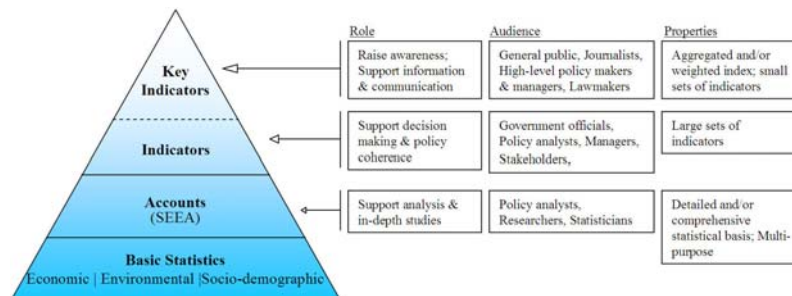 Role
Audience
Properties
Key
Indicators
Raise awareness;
Support information
& communication
General public, Journalists,
High-level policy makers
& managers, Lawmakers
Aggregated and/or
weighted index; small
sets of indicators
Indicators
Support decision
making & policy
coherence
Government officials,
Policy analysts, Managers,
Stakeholders,
Large sets of
indicators
Accounts
(SEEA)
Support analysis &
in-depth studies
Policy analysts,
Researchers, Statisticians
Detailed and/or
comprehensive
statistical basis; Multi-
purpose
Basic Statistics
Economic | Environmental |Socio-demographic